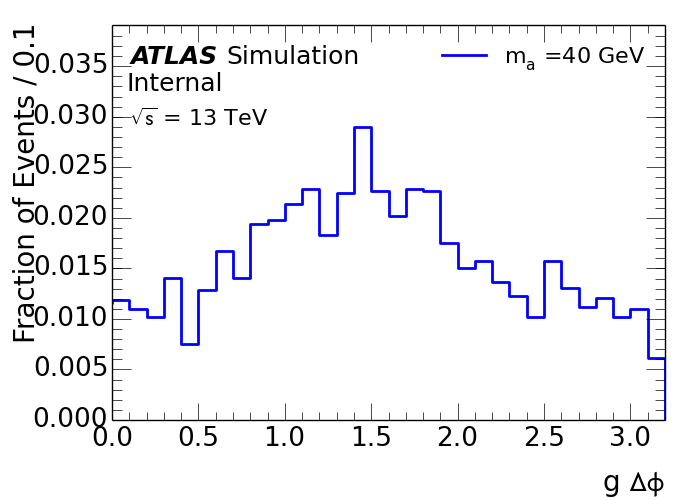 Fraction of Events / 0.1
0.035
0.030
0.025
0.020
0.015
0.010
0.005
0.000
ATLAS Simulation
Internal
√s = 13 TeV
m_a =40 GeV
0.0 0.5 1.0 1.5 2.0 2.5 3.0
g Δϕ